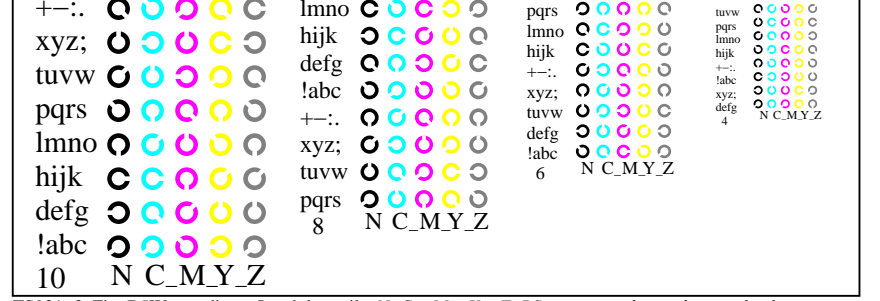 +−:.
xyz;
tuvw
pqrs
lmno
hijk
defg
!abc
10 N C_M_Y_Z
lmno
hijk
defg
!abc
+−:.
xyz;
tuvw
pqrs
8 N C_M_Y_Z
pqrs
lmno
hijk
+−:.
xyz;
tuvw
defg
!abc
6 N C_M_Y_Z
tuvw
pqrs
lmno
hijk
+−:.
!abc
xyz;
defg
4 N C_M_Y_Z